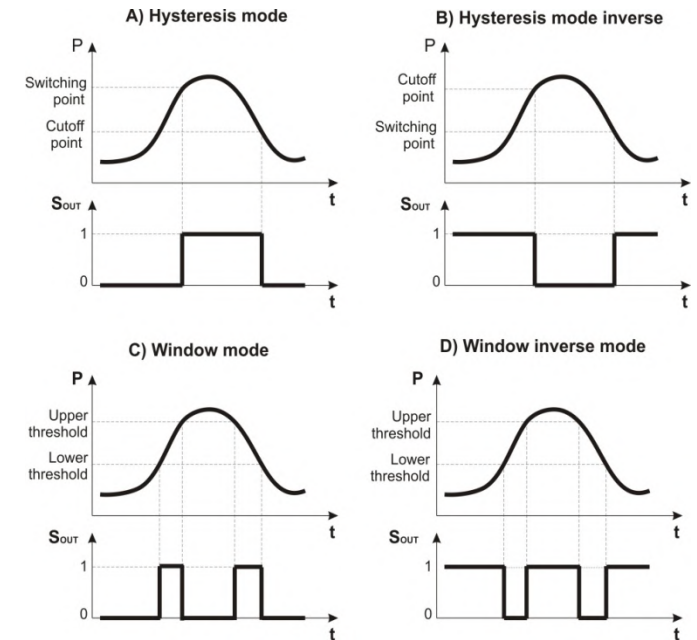 A) Hysteresis mode
P
Switching
point
Cutoff
point
t
SOUT
1
0
t
B) Hysteresis mode inverse
P
Cutoff
point
Switching
point
t
SOUT
1
0
t
C) Window mode
P
Upper
threshold
Lower
threshold
t
SOUT
1
0
t
D) Window inverse mode
P
Upper
threshold
Lower
threshold
t
SOUT
1
0
t